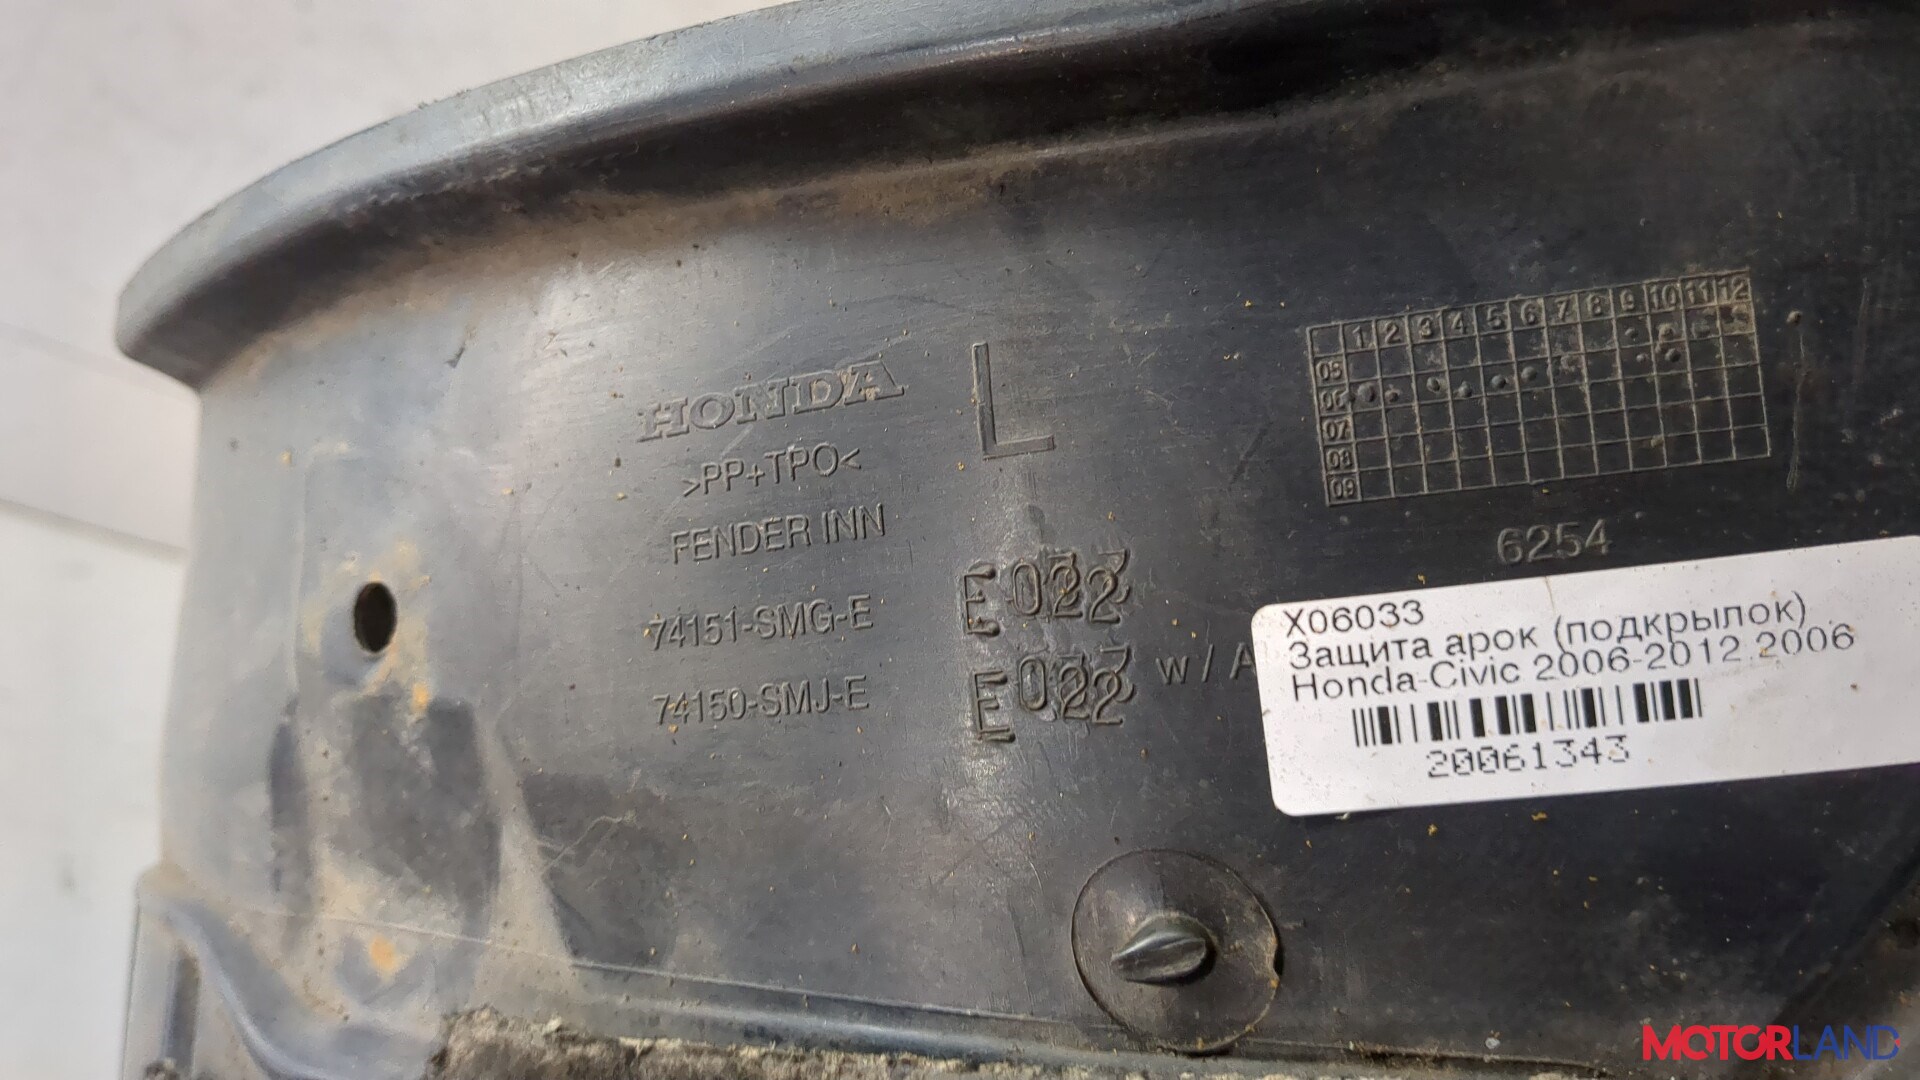 HONDA
L
>PP+TPO<
FENDER INN
74151-SMG-E
E
74150-SMJ-E
E
w/A
1 2 3 4 5 6 7 8 9 10 11 12
05
06
07
08
09
6254
X06033
Защита арок (подкрылок)
Honda Civic 2006-2012 2006
20061343
MOTORLAND